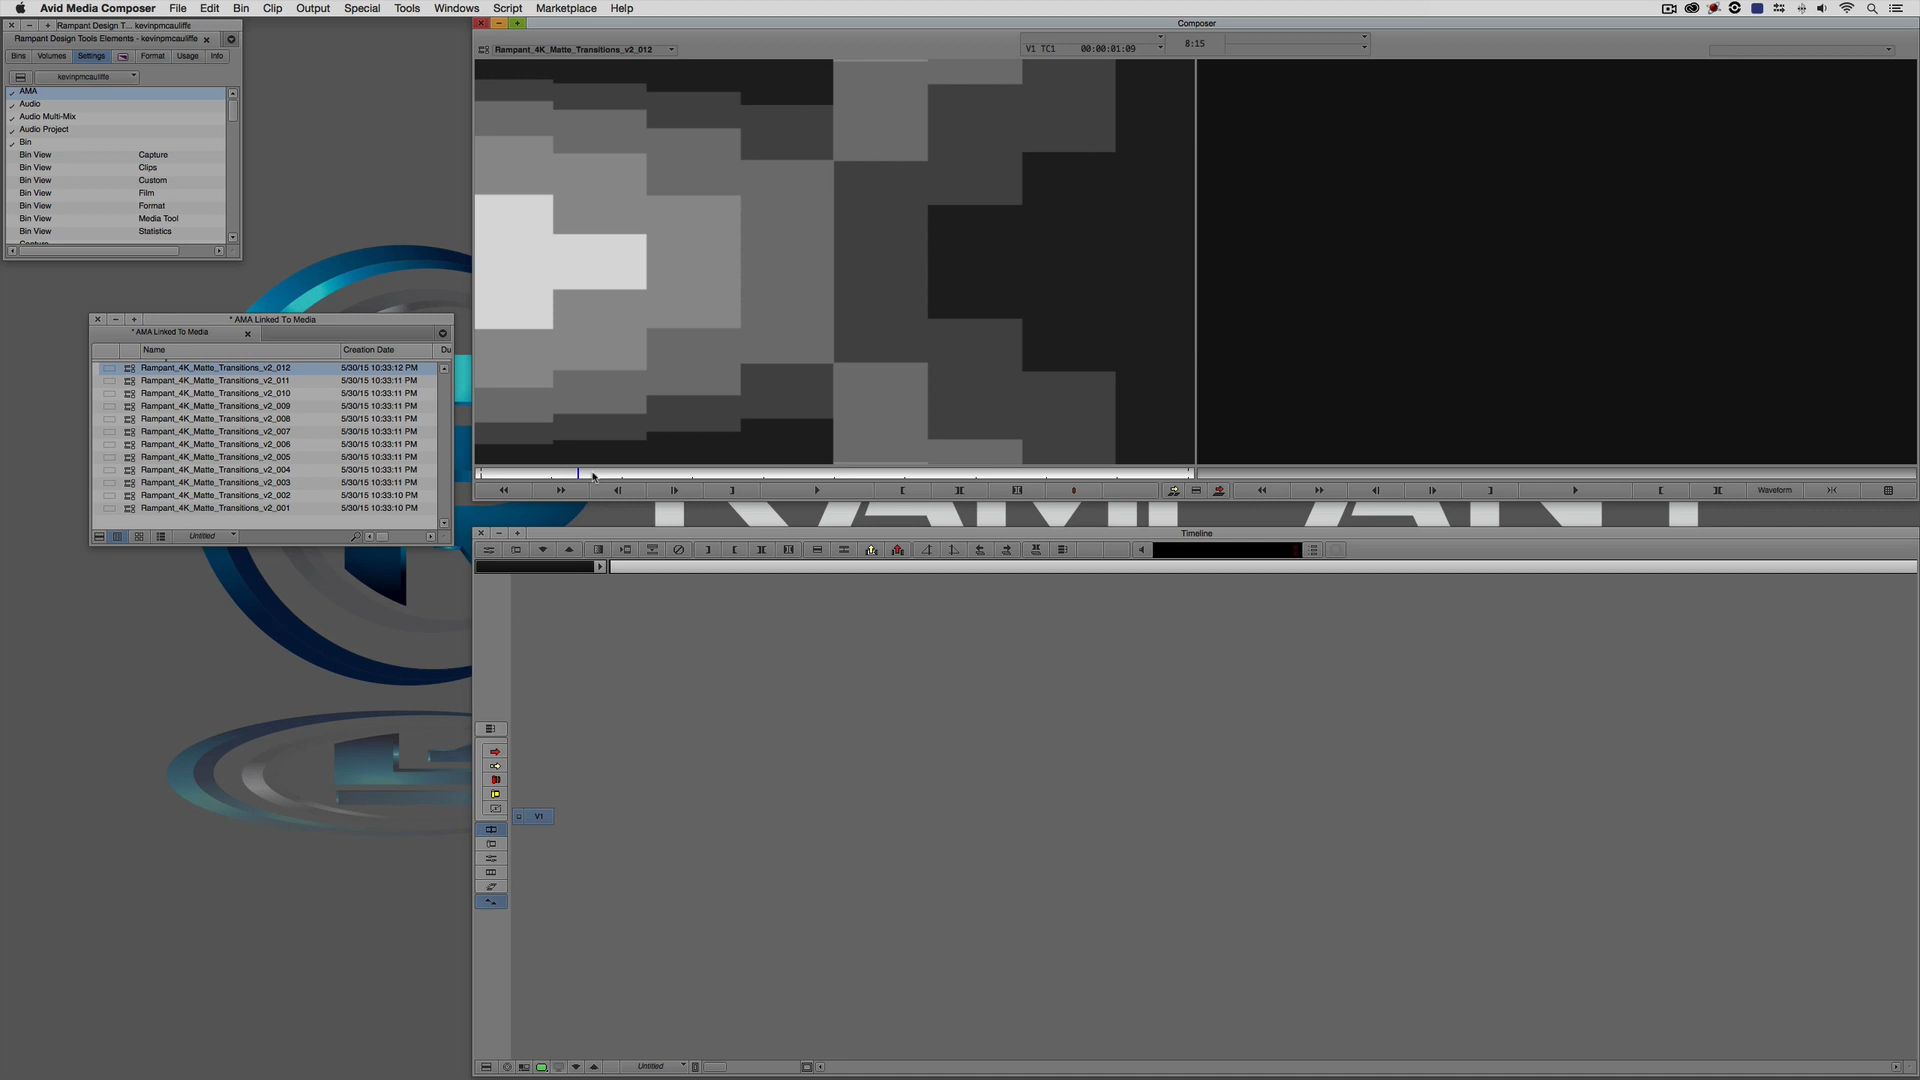 Avid Media Composer File Edit Bin Clip Output Special Tools Windows Script Marketplace Help
Rampant Design T... kevinpmcauliffe
Rampant Design Tools Elements - kevinpmcauliffe
Bins Volumes Settings Format Usage Info
kevinpmcauliffe
AMA
Audio
Audio Multi-Mix
Audio Project
Bin
Bin View Capture
Bin View Clips
Bin View Custom
Bin View Film
Bin View Format
Bin View Media Tool
Bin View Statistics
Composer
Rampant_4K_Matte_Transitions_v2_012
V1 TC1 00:00:01:09
8:15
* AMA Linked To Media
* AMA Linked To Media
Name Creation Date Du
Rampant_4K_Matte_Transitions_v2_012 5/30/15 10:33:12 PM
Rampant_4K_Matte_Transitions_v2_011 5/30/15 10:33:11 PM
Rampant_4K_Matte_Transitions_v2_010 5/30/15 10:33:11 PM
Rampant_4K_Matte_Transitions_v2_009 5/30/15 10:33:11 PM
Rampant_4K_Matte_Transitions_v2_008 5/30/15 10:33:11 PM
Rampant_4K_Matte_Transitions_v2_007 5/30/15 10:33:11 PM
Rampant_4K_Matte_Transitions_v2_006 5/30/15 10:33:11 PM
Rampant_4K_Matte_Transitions_v2_005 5/30/15 10:33:11 PM
Rampant_4K_Matte_Transitions_v2_004 5/30/15 10:33:11 PM
Rampant_4K_Matte_Transitions_v2_003 5/30/15 10:33:11 PM
Rampant_4K_Matte_Transitions_v2_002 5/30/15 10:33:10 PM
Rampant_4K_Matte_Transitions_v2_001 5/30/15 10:33:10 PM
Untitled
Waveform
Timeline
V1
Untitled